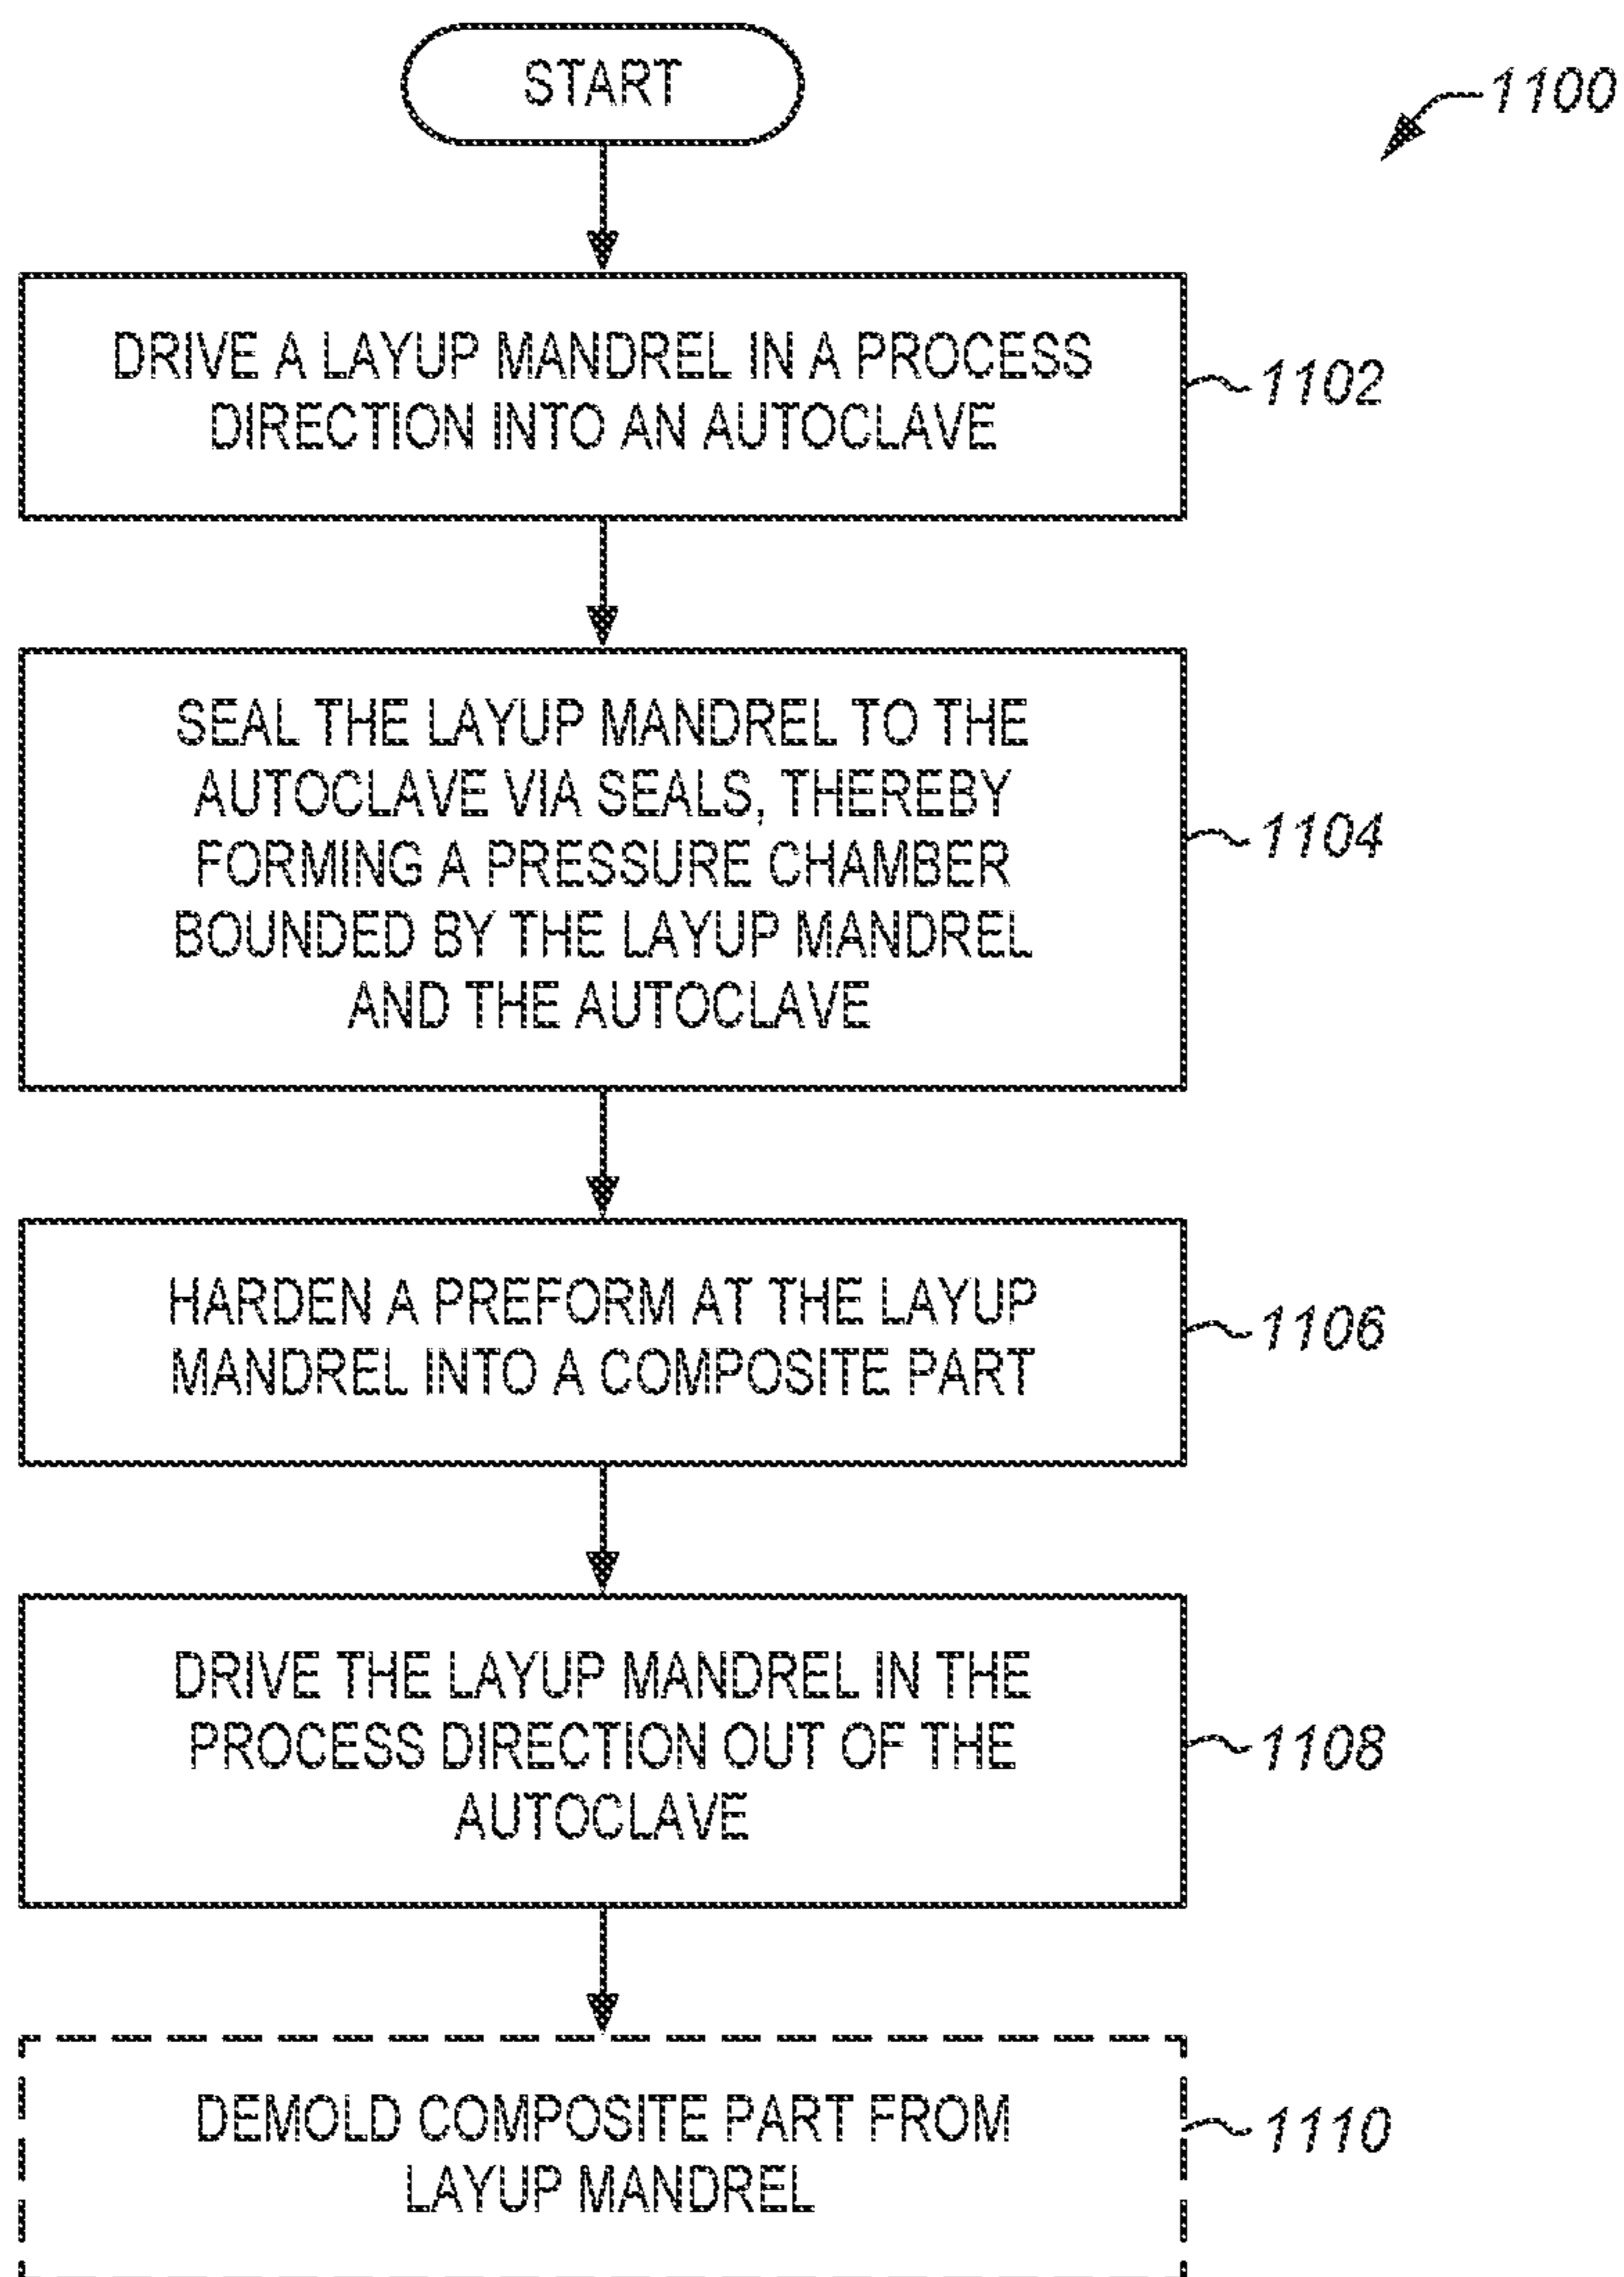 START
1100
DRIVE A LAYUP MANDREL IN A PROCESS
DIRECTION INTO AN AUTOCLAVE
1102
SEAL THE LAYUP MANDREL TO THE
AUTOCLAVE VIA SEALS, THEREBY
FORMING A PRESSURE CHAMBER
BOUNDED BY THE LAYUP MANDREL
AND THE AUTOCLAVE
1104
HARDEN A PREFORM AT THE LAYUP
MANDREL INTO A COMPOSITE PART
1106
DRIVE THE LAYUP MANDREL IN THE
PROCESS DIRECTION OUT OF THE
AUTOCLAVE
1108
DEMOLD COMPOSITE PART FROM
LAYUP MANDREL
1110